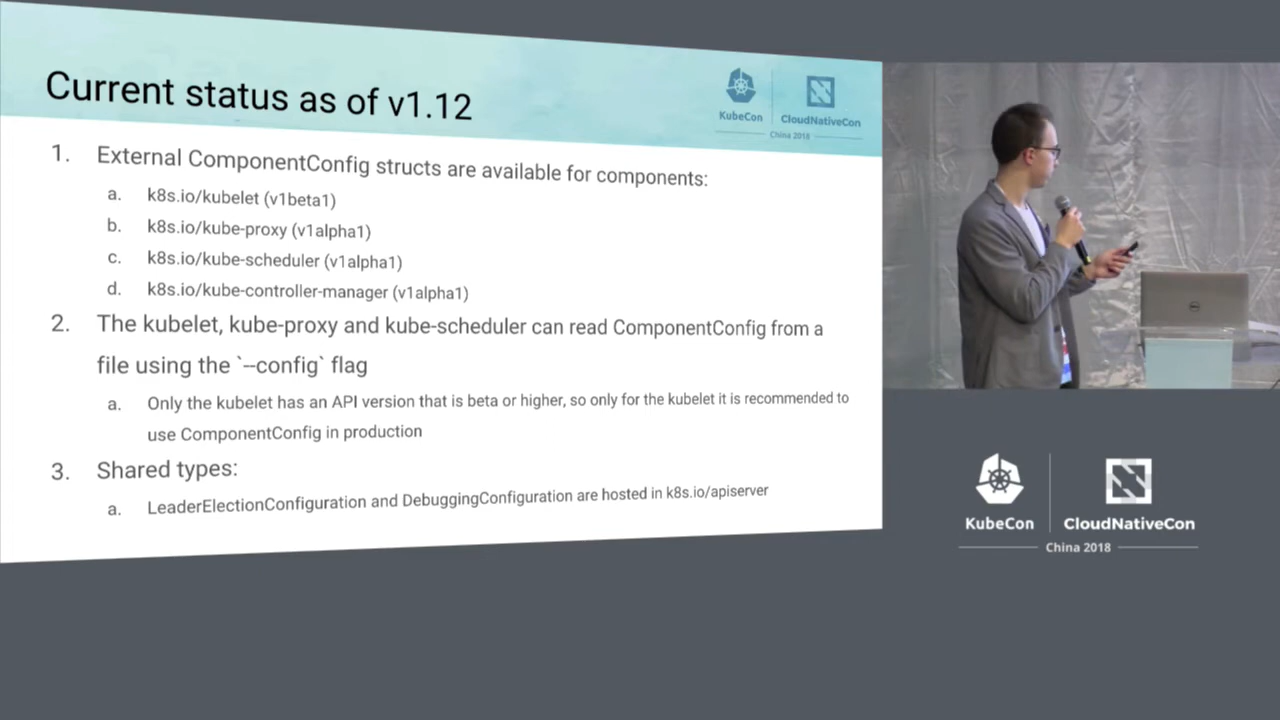 Current status as of v1.12
KubeCon
CloudNativeCon
China 2018
1. External ComponentConfig structs are available for components:
a. k8s.io/kubelet (v1beta1)
b. k8s.io/kube-proxy (v1alpha1)
c. k8s.io/kube-scheduler (v1alpha1)
d. k8s.io/kube-controller-manager (v1alpha1)
2. The kubelet, kube-proxy and kube-scheduler can read ComponentConfig from a
file using the `--config` flag
a. Only the kubelet has an API version that is beta or higher, so only for the kubelet it is recommended to
use ComponentConfig in production
3. Shared types:
a. LeaderElectionConfiguration and DebuggingConfiguration are hosted in k8s.io/apiserver
KubeCon
CloudNativeCon
China 2018